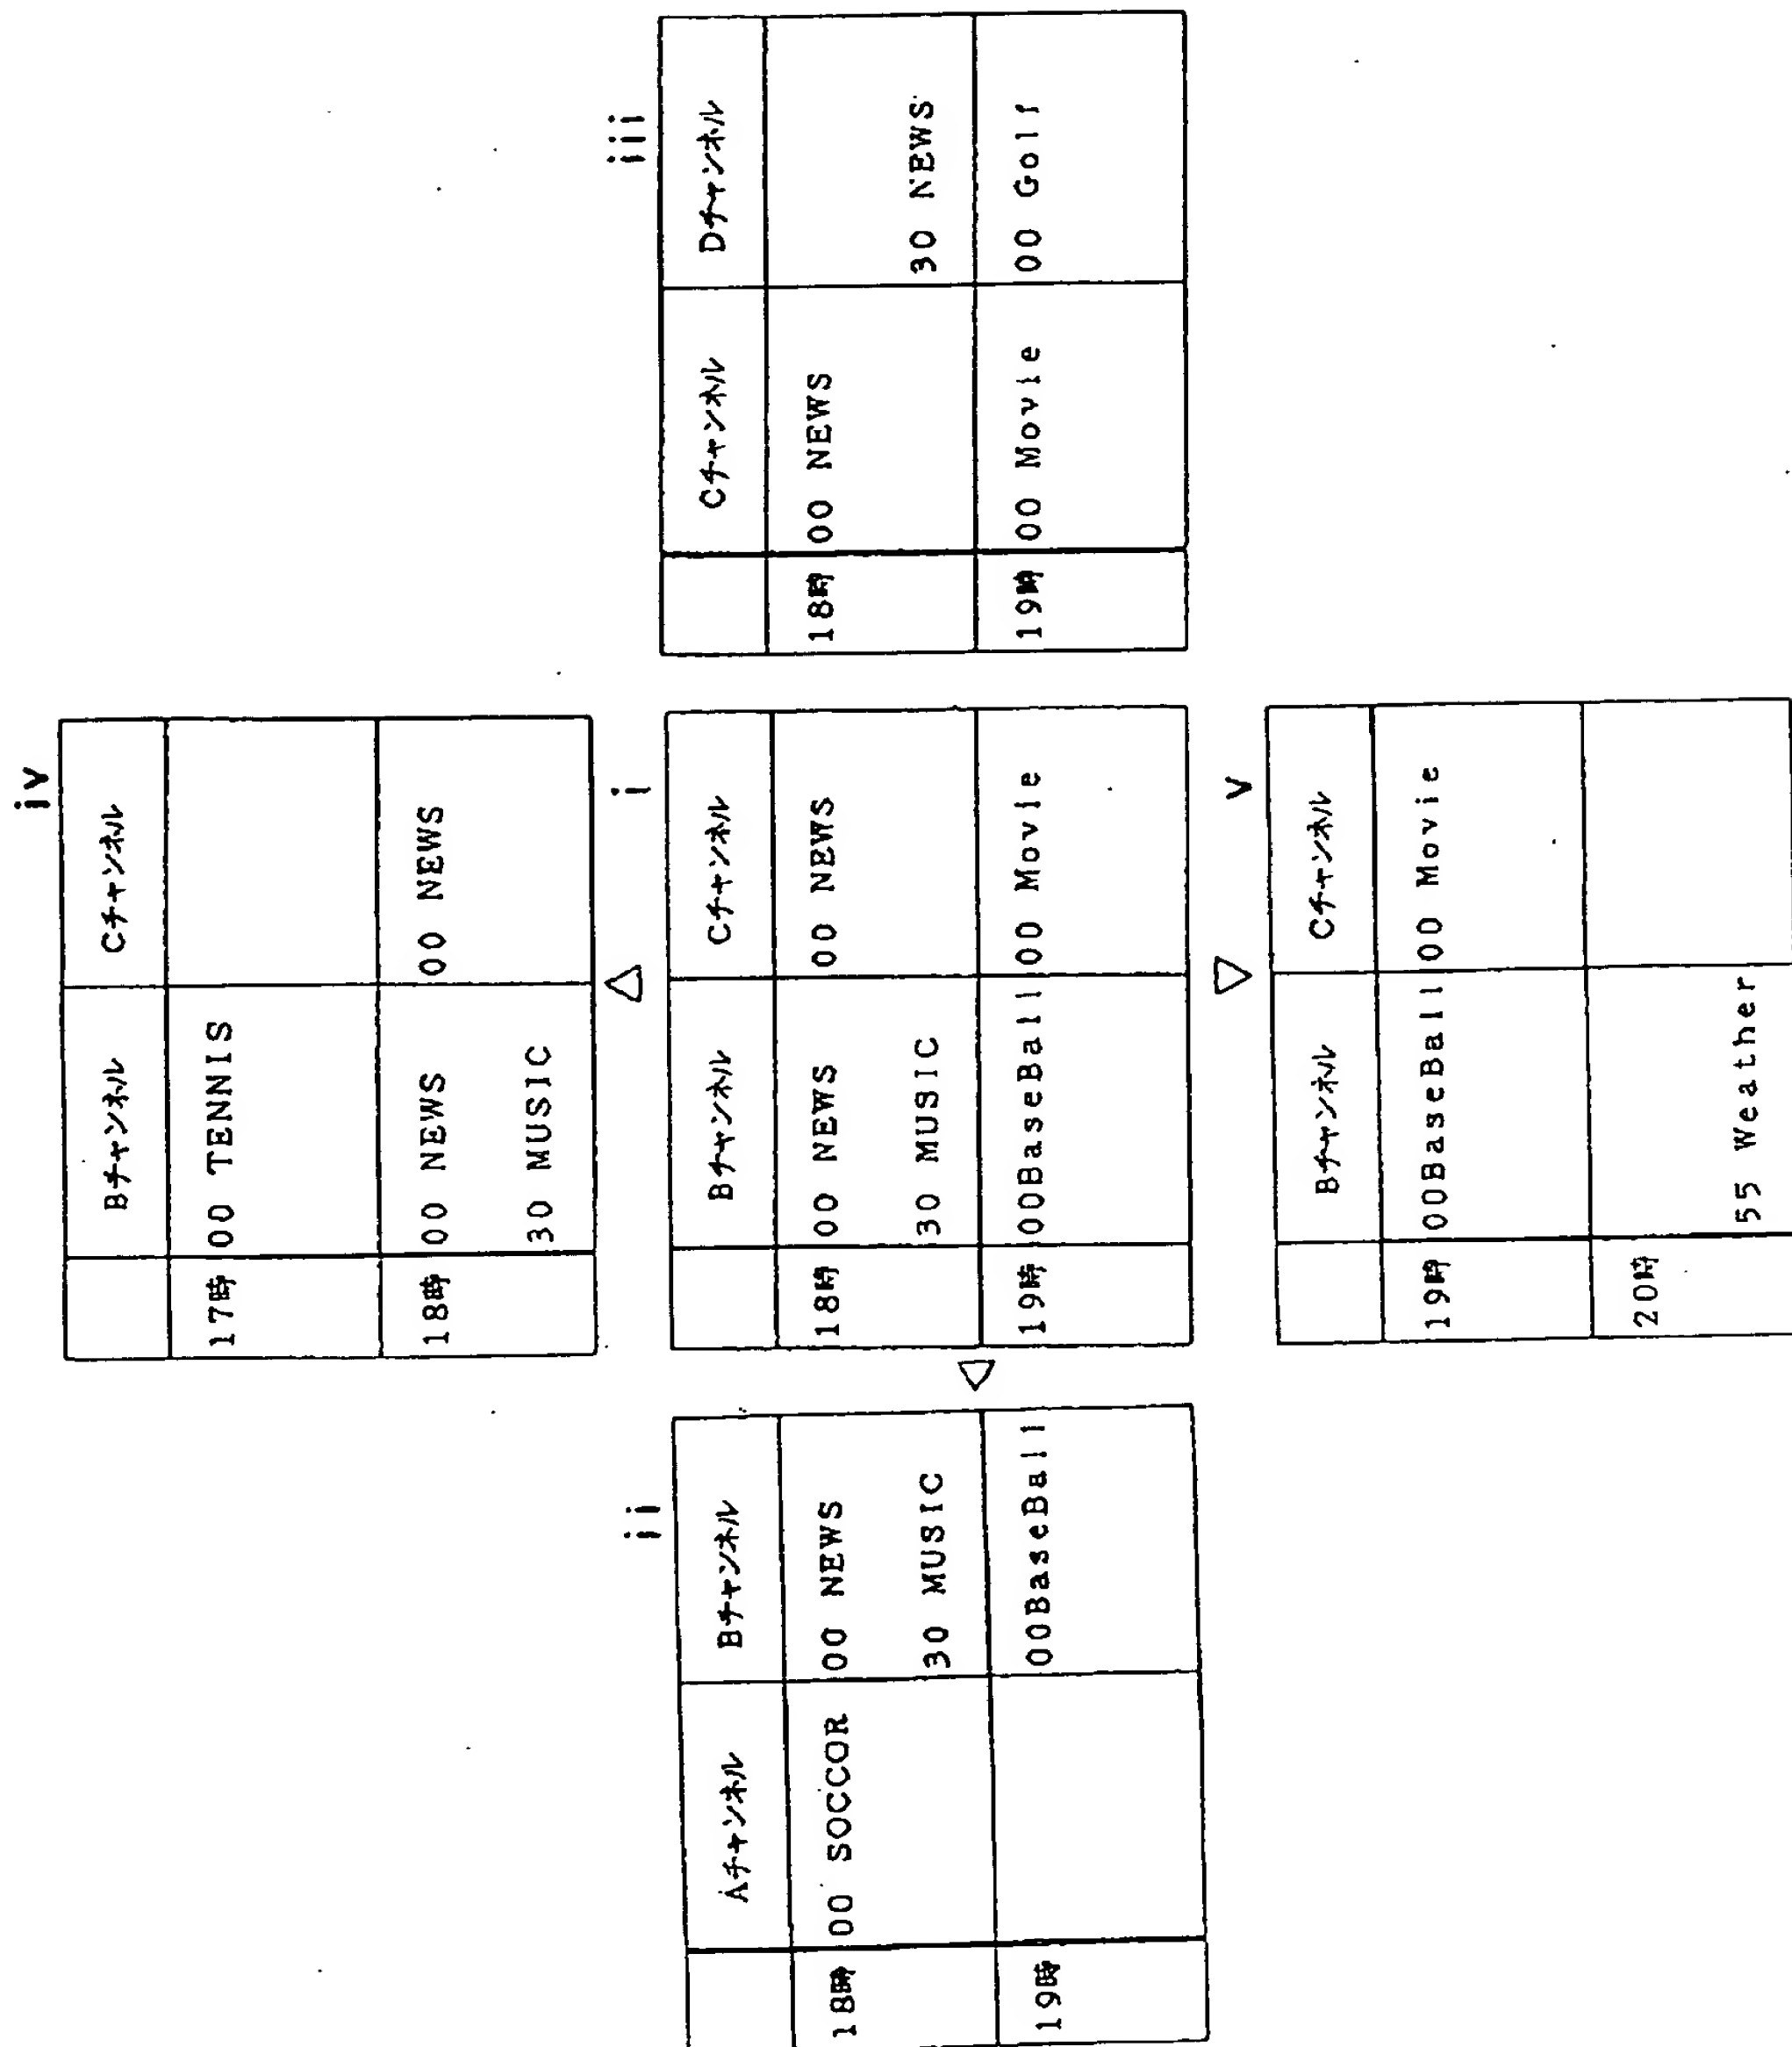 iv
Bチャンネル Cチャンネル
17時 00 TENNIS
18時 00 NEWS 00 NEWS
30 MUSIC
ii
Aチャンネル Bチャンネル
18時 00 SOCCOR 00 NEWS
30 MUSIC
19時 00BaseBall
i
Bチャンネル Cチャンネル
18時 00 NEWS 00 NEWS
30 MUSIC
19時 00BaseBall 00 Movie
iii
Cチャンネル Dチャンネル
18時 00 NEWS
30 NEWS
19時 00 Movie 00 Golf
v
Bチャンネル Cチャンネル
19時 00BaseBall 00 Movie
20時
55 Weather